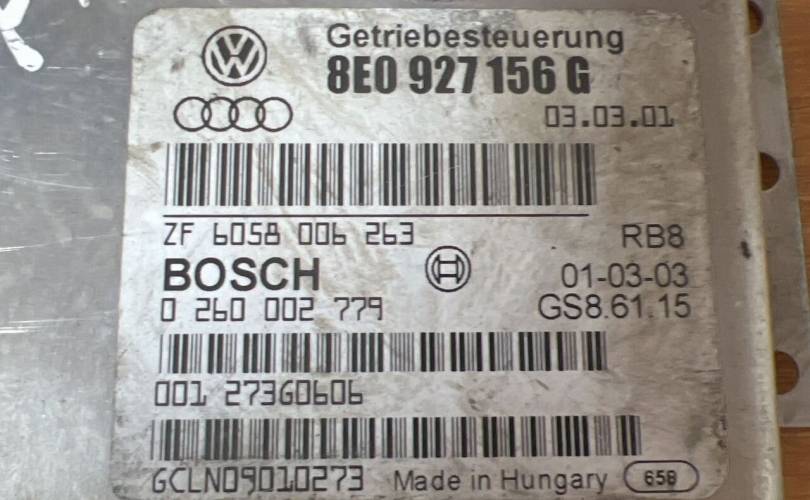 Getriebesteuerung
8E0 927 156 G
03.03.01
ZF 6058 006 263 RB8
BOSCH 01-03-03
0 260 002 779 GS8.61.15
001 273G0606
GCLN09010273 Made in Hungary 658